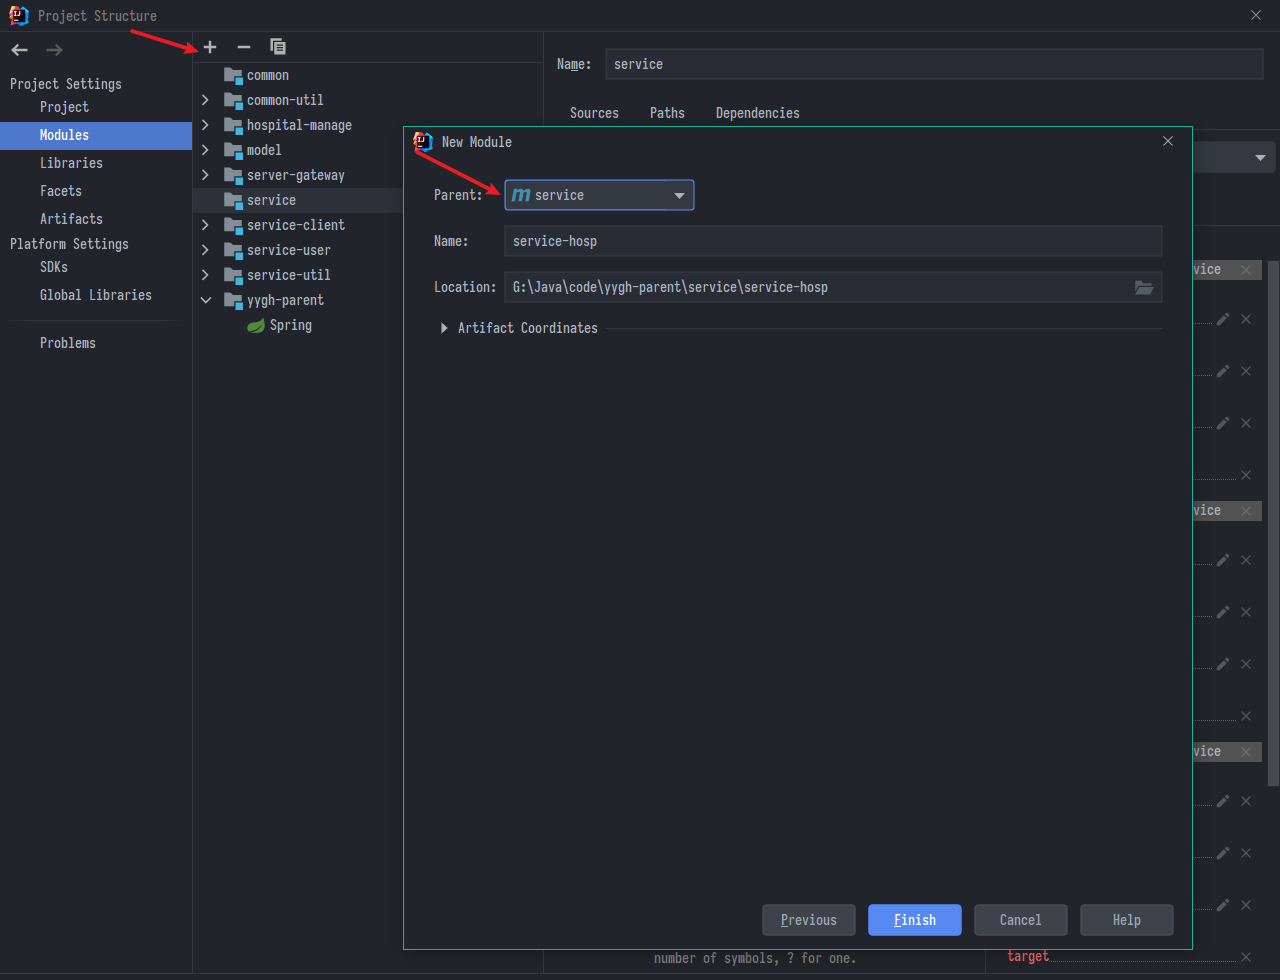 Project Structure
Project Settings
Project
Modules
Libraries
Facets
Artifacts
Platform Settings
SDKs
Global Libraries
Problems
common
common-util
hospital-manage
model
server-gateway
service
service-client
service-user
service-util
yygh-parent
Spring
Name: service
Sources Paths Dependencies
New Module
Parent: m service
Name: service-hosp
Location: G:\Java\code\yygh-parent\service\service-hosp
Artifact Coordinates
vice
vice
vice
Previous Finish Cancel Help
number of symbols, ? for one.
target